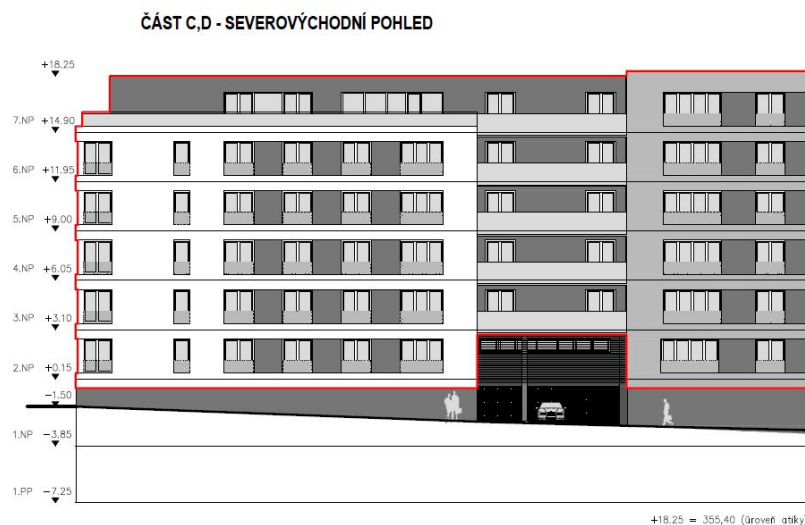 ČÁST C,D - SEVEROVÝCHODNÍ POHLED
+18.25
7.NP +14.90
6.NP +11.95
5.NP +9.00
4.NP +6.05
3.NP +3.10
2.NP +0.15
-1.50
1.NP -3.85
1.PP -7.25
+18.25 = 355,40 (úroveň atiky)